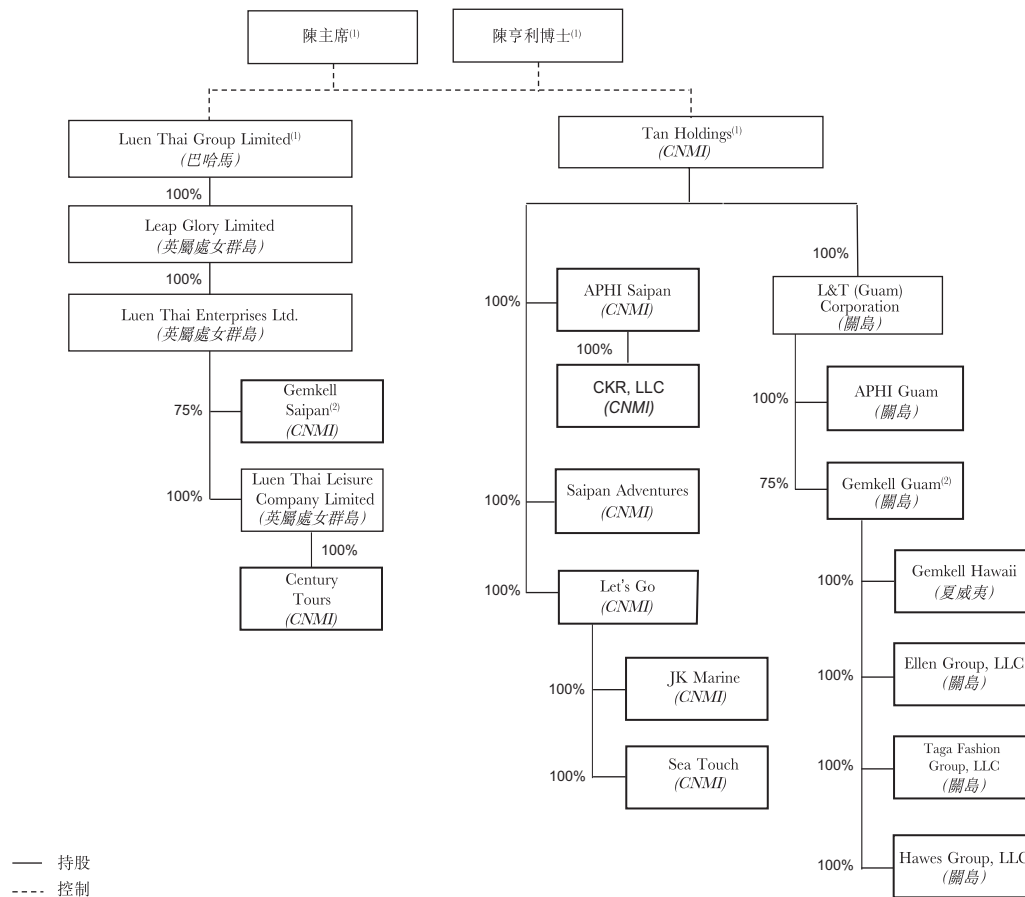 陳主席(1)
陳亨利博士(1)
Luen Thai Group Limited(1)
(巴哈馬)
100%
Leap Glory Limited
(英屬處女群島)
100%
Luen Thai Enterprises Ltd.
(英屬處女群島)
75%
Gemkell
Saipan(2)
(CNMI)
100%
Luen Thai Leisure
Company Limited
(英屬處女群島)
100%
Century
Tours
(CNMI)
Tan Holdings(1)
(CNMI)
100%
APHI Saipan
(CNMI)
100%
CKR, LLC
(CNMI)
100%
Saipan Adventures
(CNMI)
100%
Let's Go
(CNMI)
100%
JK Marine
(CNMI)
100%
Sea Touch
(CNMI)
100%
L&T (Guam)
Corporation
(關島)
100%
APHI Guam
(關島)
75%
Gemkell Guam(2)
(關島)
100%
Gemkell Hawaii
(夏威夷)
100%
Ellen Group, LLC
(關島)
100%
Taga Fashion
Group, LLC
(關島)
100%
Hawes Group, LLC
(關島)
持股
控制